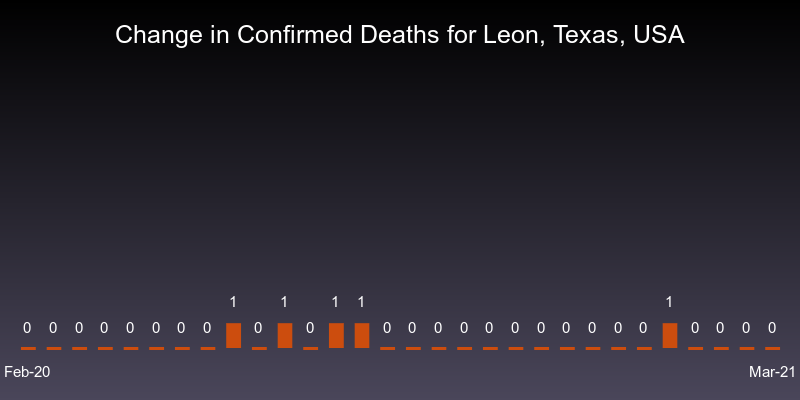 Change in Confirmed Deaths for Leon, Texas, USA
1 1 1 1 1
0 0 0 0 0 0 0 0 0 0 0 0 0 0 0 0 0 0 0 0 0 0 0 0 0
Feb-20 Mar-21